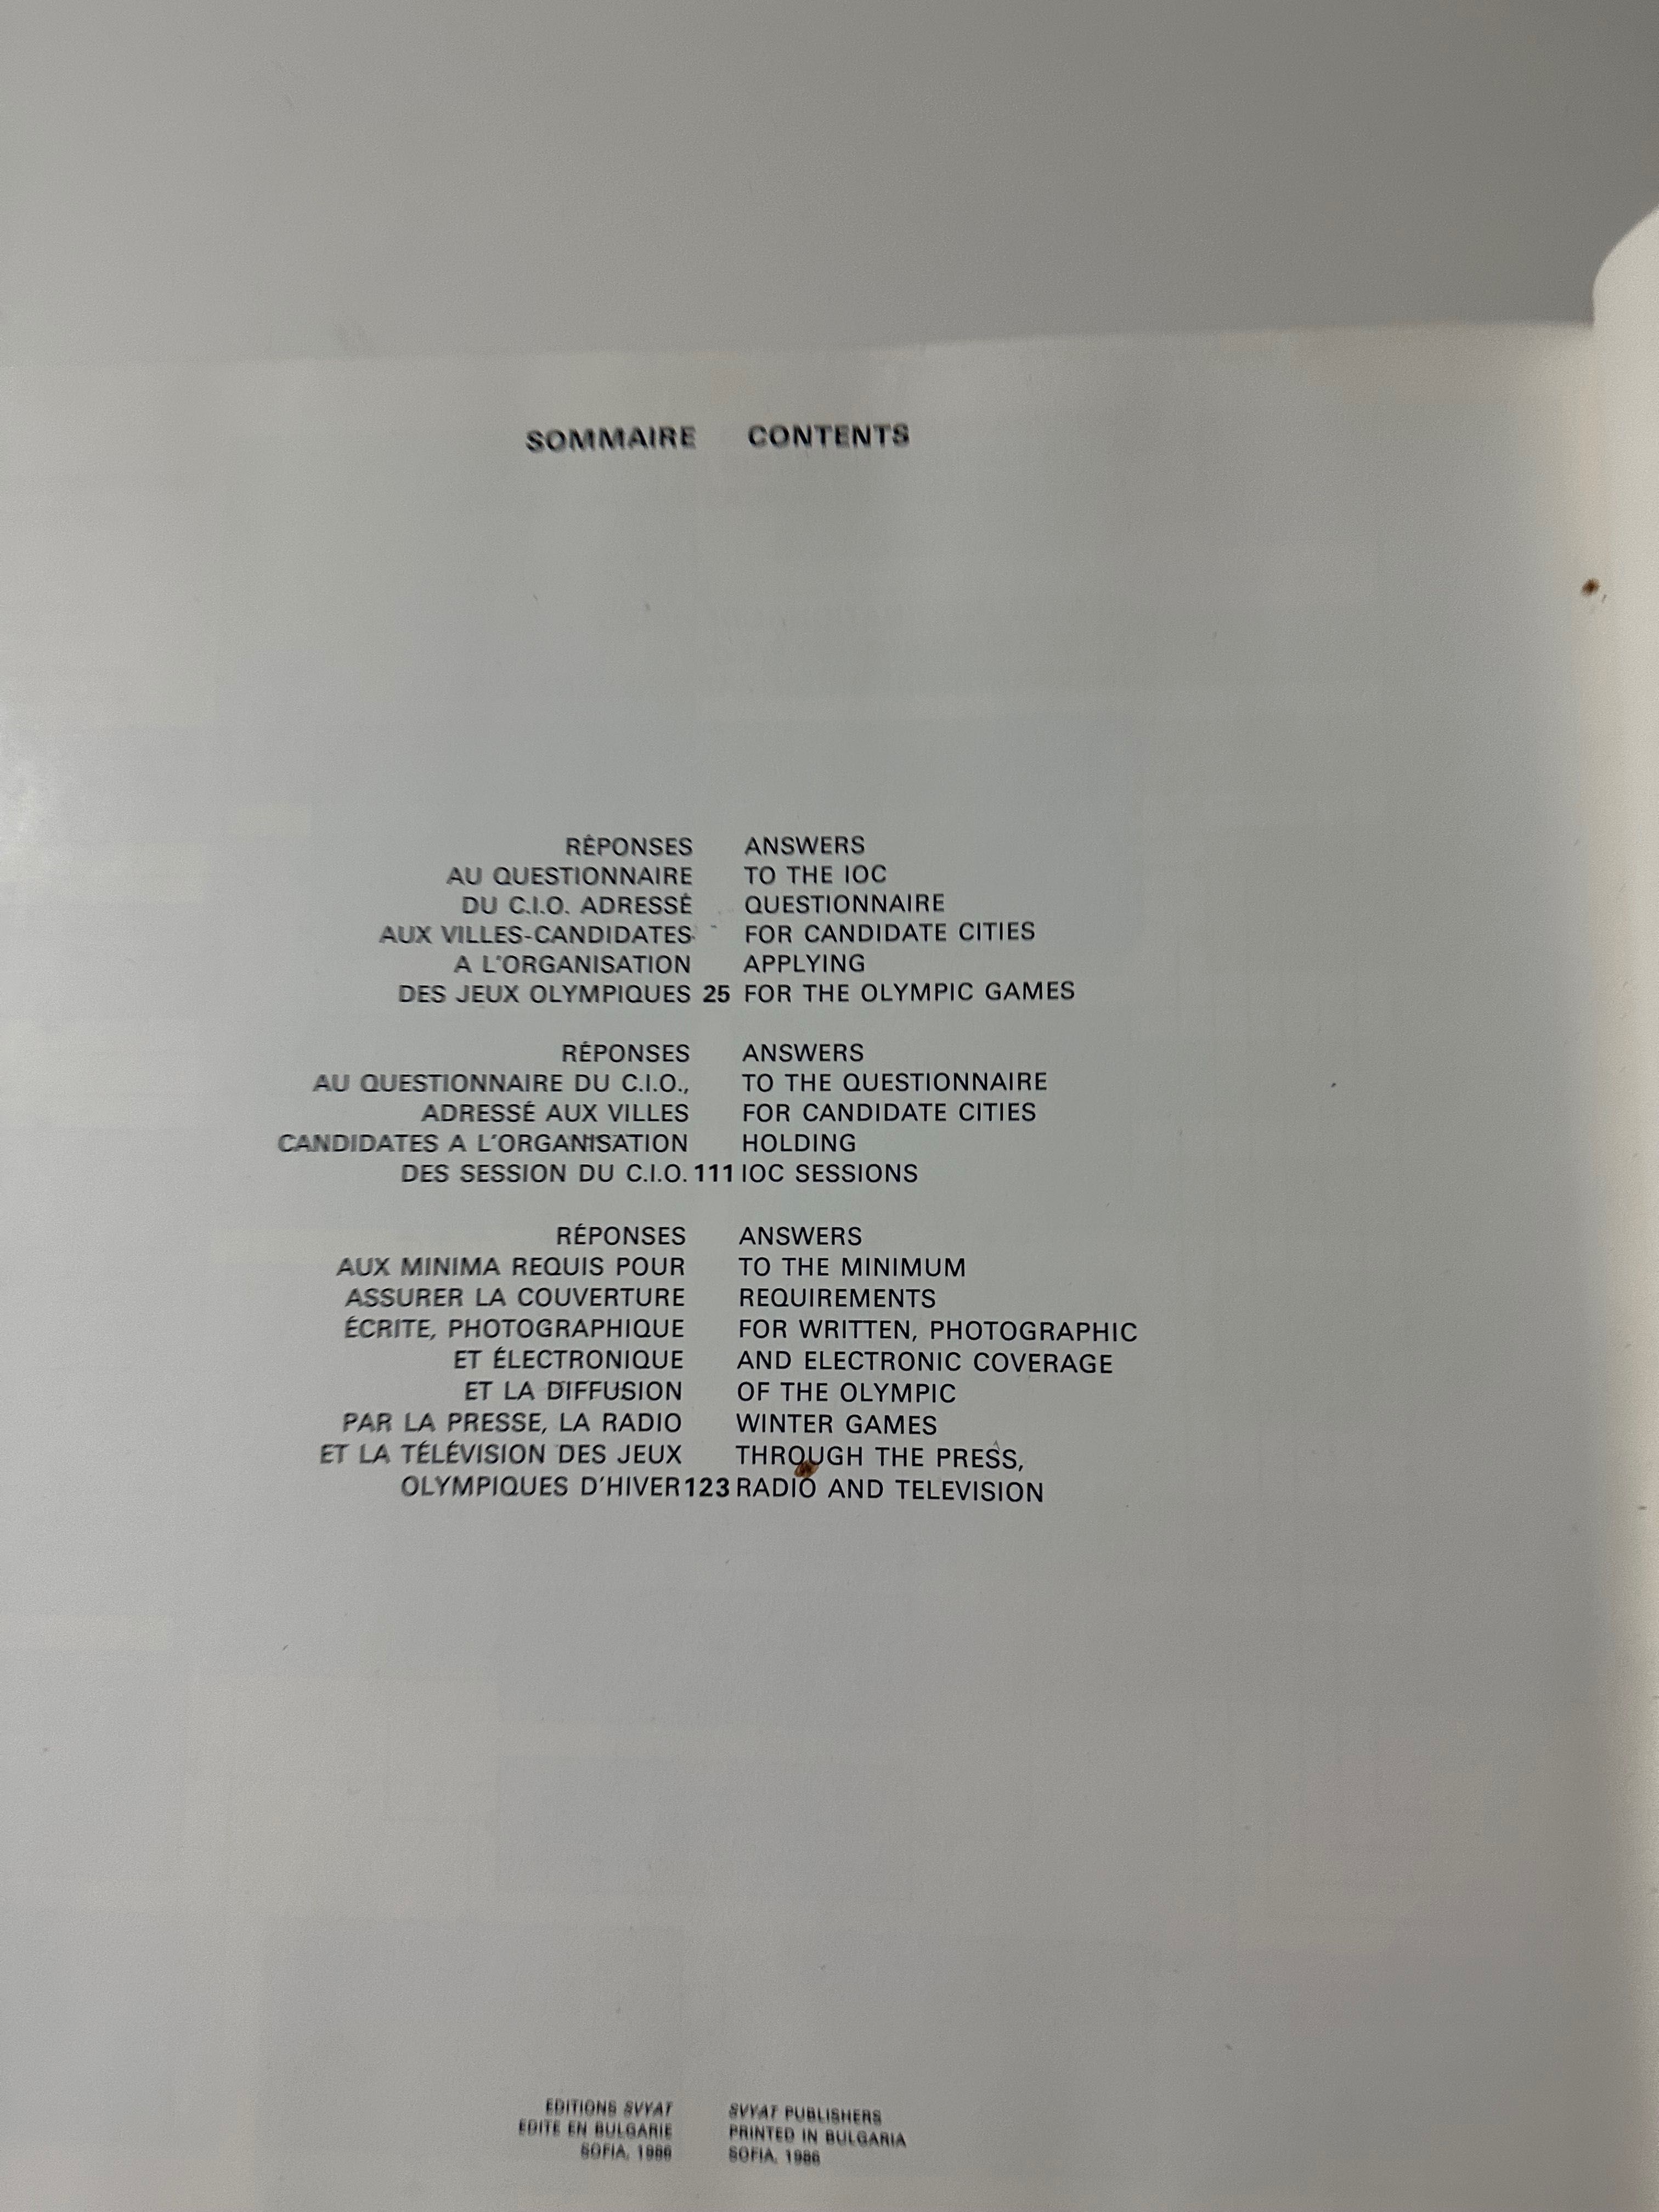 SOMMAIRE CONTENTS
RÉPONSES
AU QUESTIONNAIRE
DU C.I.O. ADRESSÉ
AUX VILLES-CANDIDATES
A L'ORGANISATION
DES JEUX OLYMPIQUES 25
ANSWERS
TO THE IOC
QUESTIONNAIRE
FOR CANDIDATE CITIES
APPLYING
FOR THE OLYMPIC GAMES
RÉPONSES
AU QUESTIONNAIRE DU C.I.O.,
ADRESSÉ AUX VILLES
CANDIDATES A L'ORGANISATION
DES SESSION DU C.I.O. 111
ANSWERS
TO THE QUESTIONNAIRE
FOR CANDIDATE CITIES
HOLDING
IOC SESSIONS
RÉPONSES
AUX MINIMA REQUIS POUR
ASSURER LA COUVERTURE
ÉCRITE, PHOTOGRAPHIQUE
ET ÉLECTRONIQUE
ET LA DIFFUSION
PAR LA PRESSE, LA RADIO
ET LA TÉLÉVISION DES JEUX
OLYMPIQUES D'HIVER 123
ANSWERS
TO THE MINIMUM
REQUIREMENTS
FOR WRITTEN, PHOTOGRAPHIC
AND ELECTRONIC COVERAGE
OF THE OLYMPIC
WINTER GAMES
THROUGH THE PRESS,
RADIO AND TELEVISION
EDITIONS SVYAT
EDITE EN BULGARIE
SOFIA, 1986
SVYAT PUBLISHERS
PRINTED IN BULGARIA
SOFIA, 1986